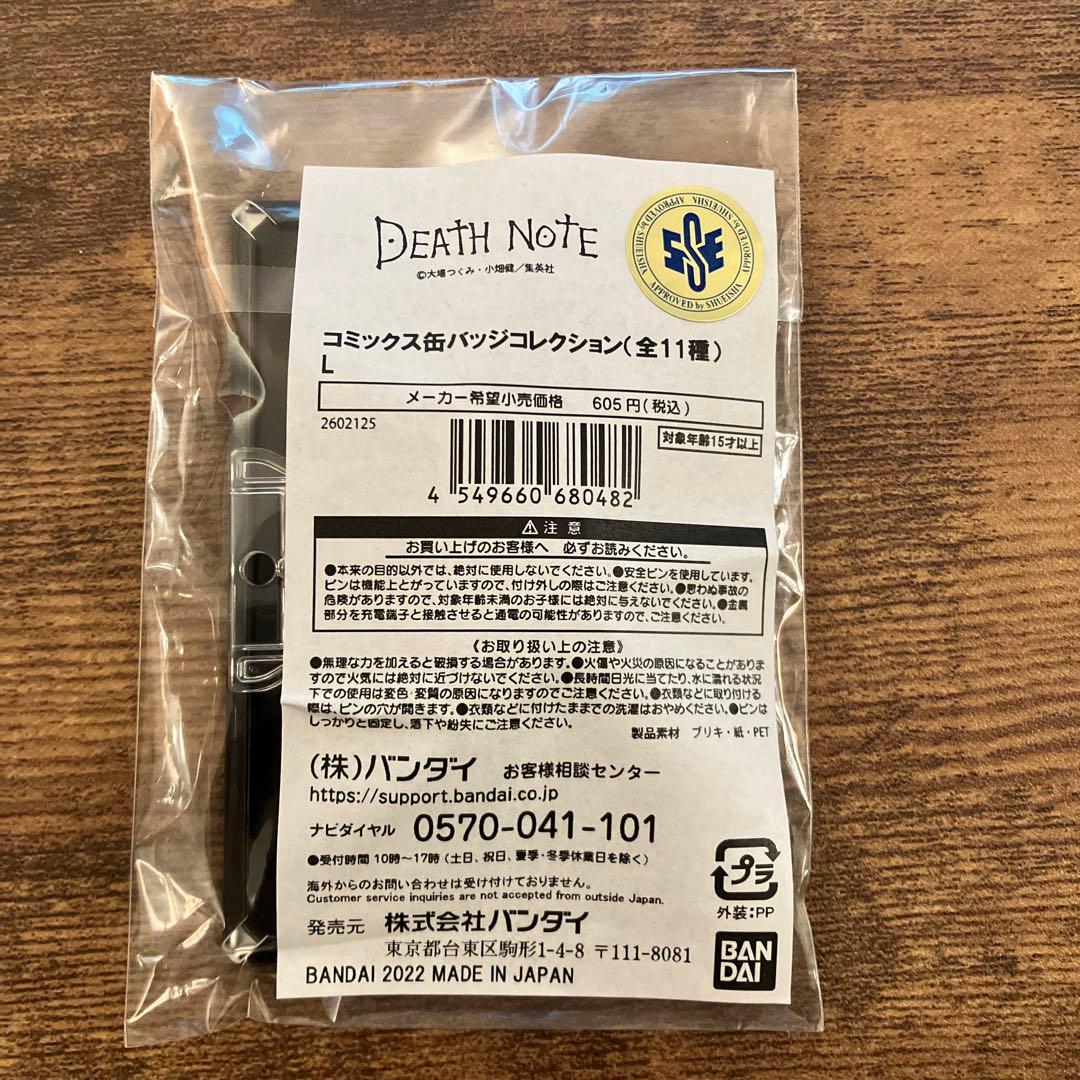 DEATH NOTE
©大場つぐみ・小畑健／集英社
APPROVED by SHUEISHA
APPROVED by SHUEISHA
APPROVED by SHUEISHA
APPROVED by SHUEISHA
SSE
コミックス缶バッジコレクション(全11種)
L
メーカー希望小売価格 605円(税込)
2602125
対象年齢15才以上
4 549660 680482
⚠注意
お買い上げのお客様へ 必ずお読みください。
●本来の目的以外では、絶対に使用しないでください。●安全ピンを使用しています。
ピンは機能上とがっていますので、付け外しの際はご注意ください。●思わぬ事故の
危険がありますので、対象年齢未満のお子様には絶対に与えないでください。●金属
部分を充電端子と接触させると通電の可能性がありますので、ご注意ください。
《お取り扱い上の注意》
●無理な力を加えると破損する場合があります。●火傷や火災の原因になることがありま
すので火気には絶対に近づけないでください。●長時間日光に当てたり、水に濡れる状況
下での使用は変色・変質の原因になりますのでご注意ください。●衣類などに取り付ける
際は、ピンの穴が開きます。●衣類などに付けたままでの洗濯はおやめください。●ピンは
しっかりと固定し、落下や紛失にご注意ください。
製品素材 ブリキ・紙・PET
(株)バンダイ お客様相談センター
https://support.bandai.co.jp
ナビダイヤル 0570-041-101
●受付時間 10時～17時(土日、祝日、夏季・冬季休業日を除く)
海外からのお問い合わせは受け付けておりません。
Customer service inquiries are not accepted from outside Japan.
発売元 株式会社バンダイ
東京都台東区駒形1-4-8 〒111-8081
BANDAI 2022 MADE IN JAPAN
プラ
外装:PP
BAN
DAI